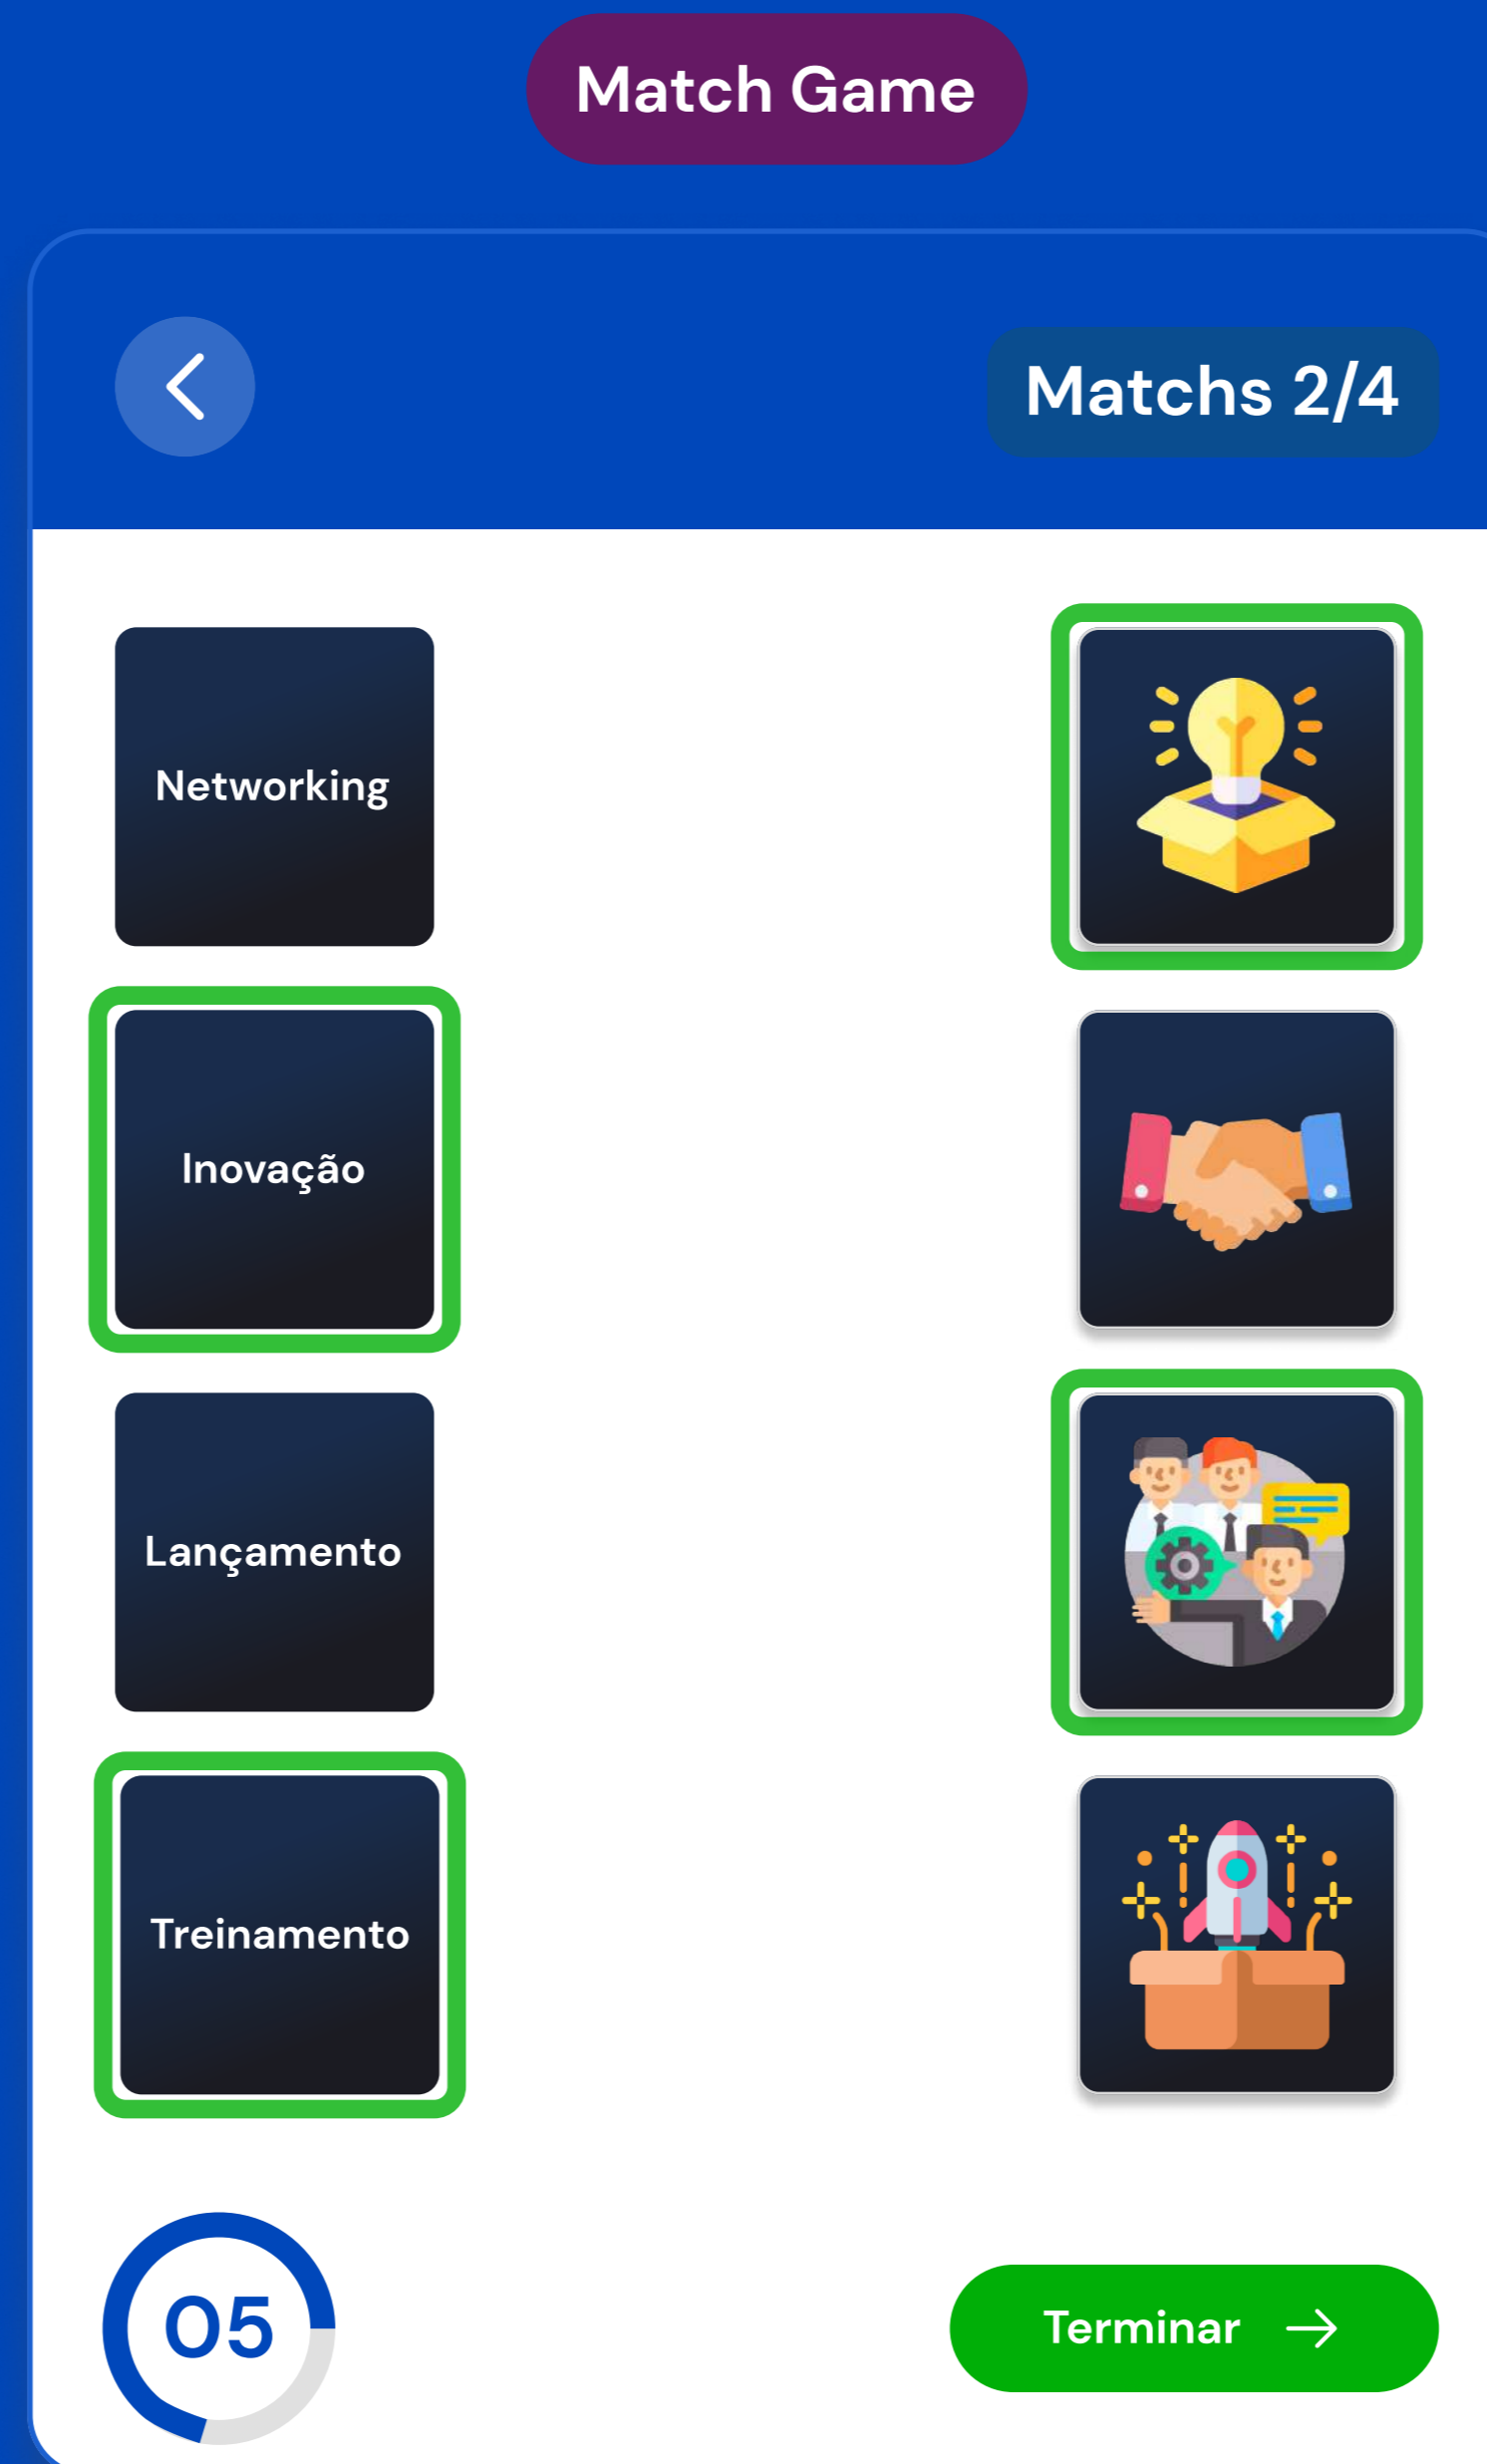 Match Game
Matchs 2/4
Networking
Inovação
Lançamento
Treinamento
05
Terminar